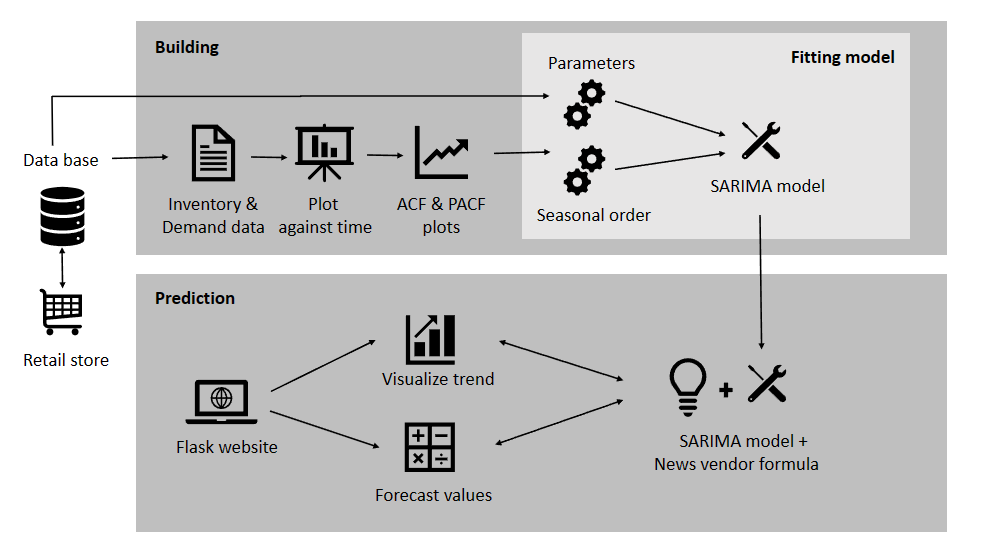 Building
Fitting model
Parameters
Data base
SARIMA model
Inventory &
Demand data
Plot
against time
ACF & PACF
plots
Seasonal order
Prediction
Retail store
Visualize trend
Flask website
SARIMA model +
News vendor formula
Forecast values